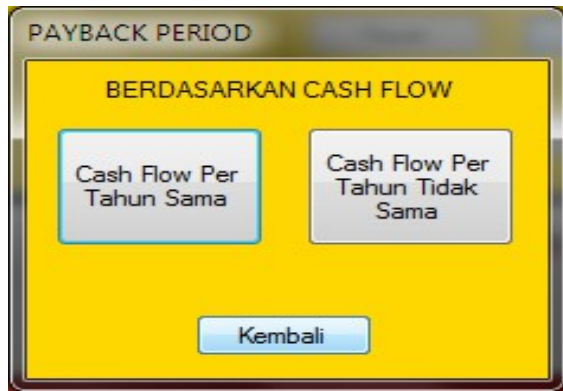 PAYBACK PERIOD
BERDASARKAN CASH FLOW
Cash Flow Per
Tahun Sama
Cash Flow Per
Tahun Tidak
Sama
Kembali